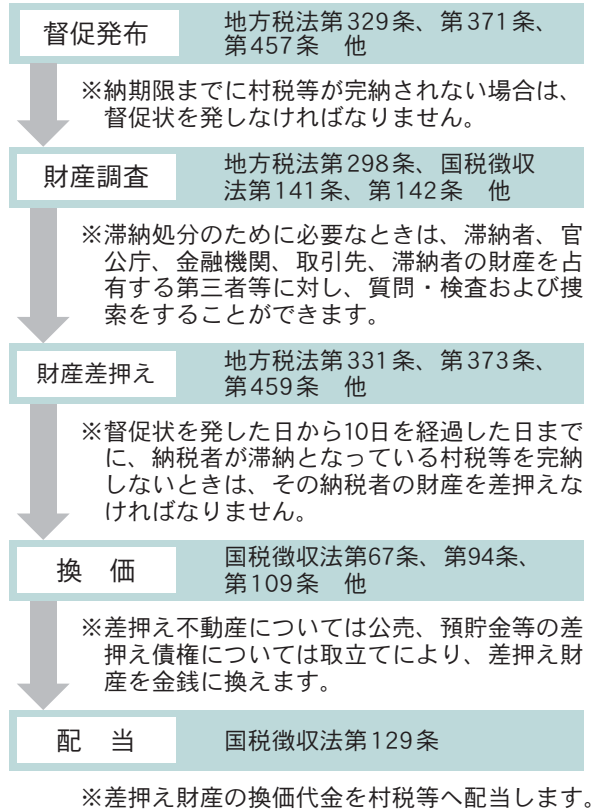 督促発布
地方税法第329条、第371条、
第457条　他
※納期限までに村税等が完納されない場合は、
督促状を発しなければなりません。
財産調査
地方税法第298条、国税徴収
法第141条、第142条　他
※滞納処分のために必要なときは、滞納者、官
公庁、金融機関、取引先、滞納者の財産を占
有する第三者等に対し、質問・検査および捜
索をすることができます。
財産差押え
地方税法第331条、第373条、
第459条　他
※督促状を発した日から10日を経過した日まで
に、納税者が滞納となっている村税等を完納
しないときは、その納税者の財産を差押えな
ければなりません。
換　価
国税徴収法第67条、第94条、
第109条　他
※差押え不動産については公売、預貯金等の差
押え債権については取立てにより、差押え財
産を金銭に換えます。
配　当
国税徴収法第129条
※差押え財産の換価代金を村税等へ配当します。